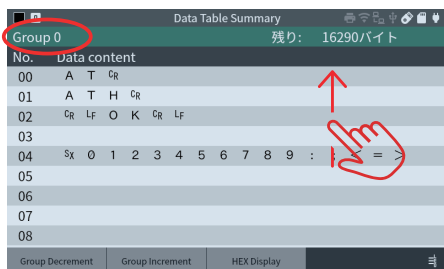 Data Table Summary
Group 0 残り: 16290バイト
No. Data content
00 A T CR
01 A T H CR
02 CR LF O K CR LF
03
04 SX 0 1 2 3 4 5 6 7 8 9 : ; < = >
05
06
07
08
Group Decrement Group Increment HEX Display